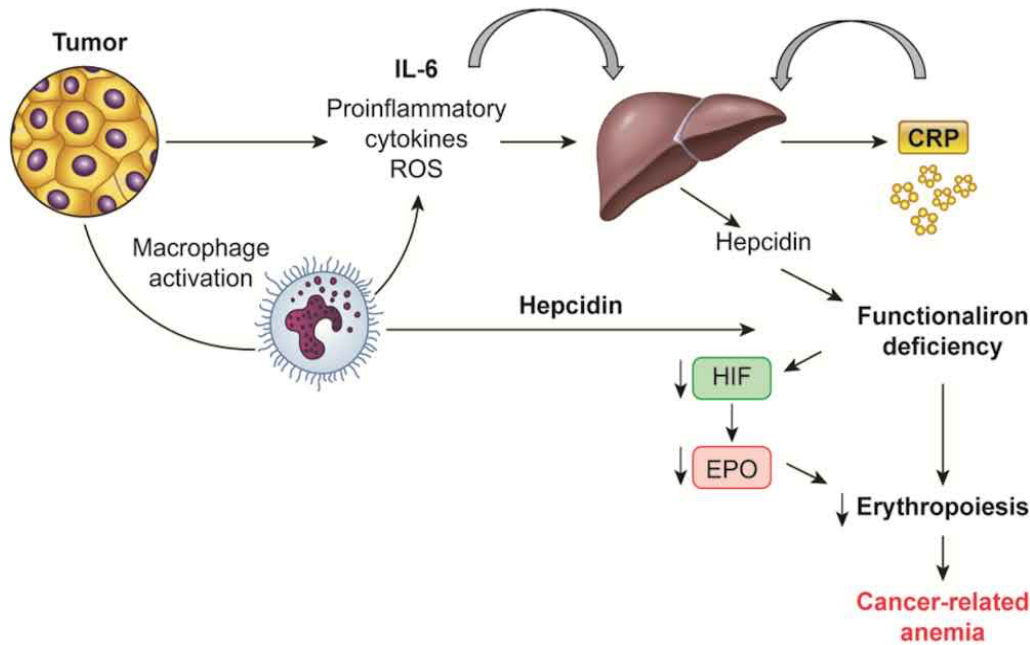 Tumor
IL-6
Proinflammatory
cytokines
ROS
CRP
Macrophage
activation
Hepcidin
Hepcidin
Functionaliron
deficiency
HIF
EPO
Erythropoiesis
Cancer-related
anemia